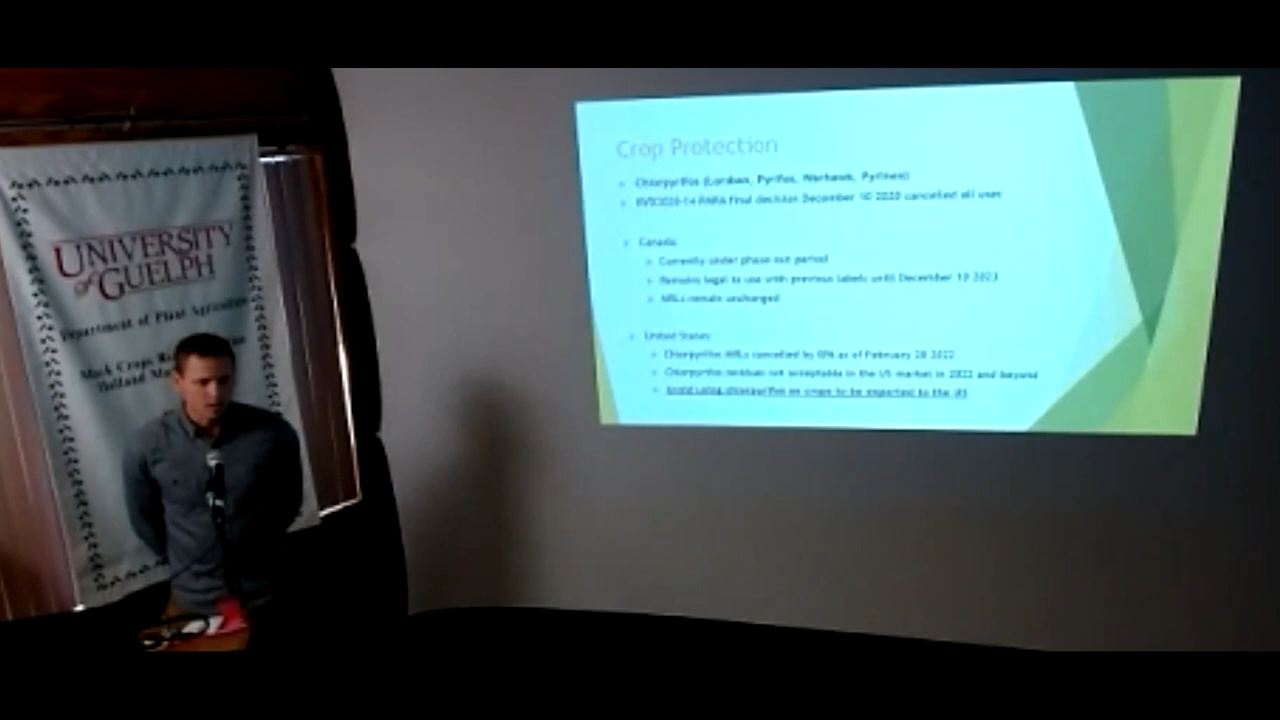 UNIVERSITY
of GUELPH
Department of Plant Agriculture
Muck Crops
Holland
Crop Protection
Chlorpyrifos (Lorsban, Pyrifos, Warhawk, Pyrinex)
PMRA final decision December 10 2020 cancelled all uses
Canada:
Currently under phase out period
Remains legal to use with previous labels until December 10 2023
MRLs remain unchanged
United States:
Chlorpyrifos MRLs cancelled by EPA as of February 28 2022
Chlorpyrifos residues not acceptable in the US market in 2022 and beyond
Avoid using chlorpyrifos on crops to be exported to the US